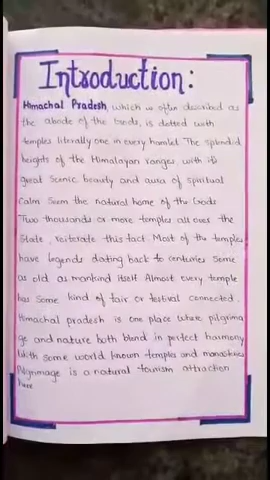 Introduction:
Himachal Pradesh, which is often described as
the abode of the Gods, is dotted with
temples literally one in every hamlet The splendid
heights of the Himalayan ranges with its
great scenic beauty and aura of spiritual
calm Seem the natural home of the Gods
Two thousands or more temples all over the
State, reiterate this fact. Most of the temples
have legends dating back to centuries Some
as old as mankind itself Almost every temple
has Some kind of fair or festival connected.
Himachal pradesh is one place where pilgrima
ge and nature both blend in perfect harmony
With some world known temples and monasteries
Pilgrimage is a natural tourism attraction
here